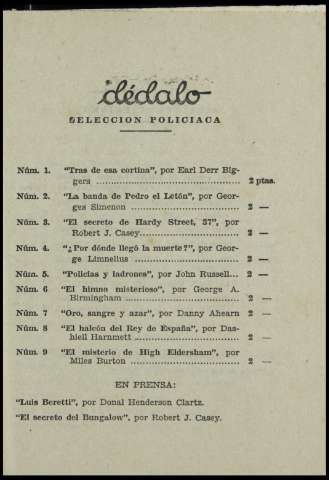 dédalo
SELECCION POLICIACA
Núm. 1. "Tras de esa cortina", por Earl Derr Big-
gers ........................................ 2 ptas.
Núm. 2. "La banda de Pedro el Letón", por Geor-
ges Simenon .............................. 2 —
Núm. 3. "El secreto de Hardy Street, 37", por
Robert J. Casey........................ 2 —
Núm. 4. "¿Por dónde llegó la muerte?", por Geor-
ge Limnelius ............................ 2 —
Núm. 5. "Policías y ladrones", por John Russell... 2 —
Núm. 6 "El himno misterioso", por George A.
Birmingham .............................. 2 —
Núm. 7 "Oro, sangre y azar", por Danny Ahearn 2 —
Núm. 8 "El halcón del Rey de España", por Das-
hiell Hammett ........................... 2 —
Núm. 9 "El misterio de High Eldersham", por
Miles Burton ............................ 2 —
EN PRENSA:
"Luis Beretti", por Donal Henderson Clartz.
"El secreto del Bungalow", por Robert J. Casey.